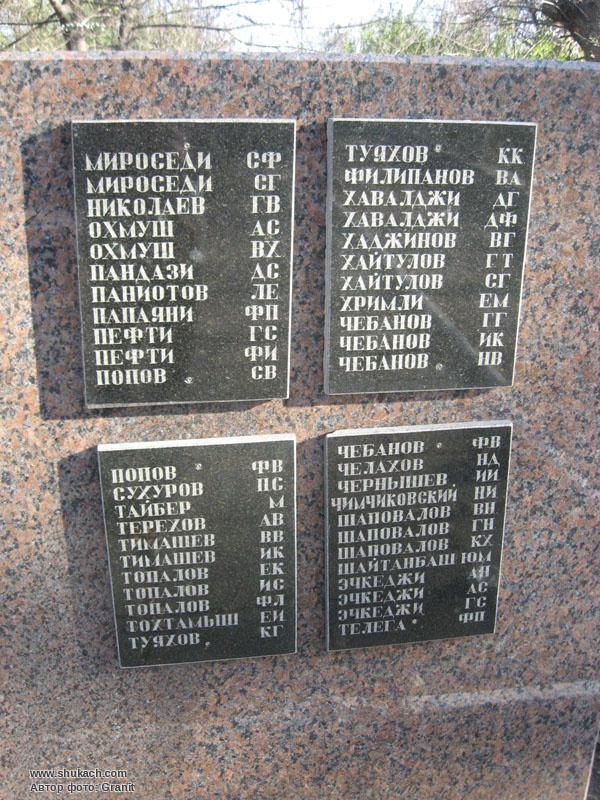 МИРОСЕДИ СФ
МИРОСЕДИ СГ
НИКОЛАЕВ ГВ
ОХМУШ АС
ОХМУШ ВХ
ПАНДАЗИ ДС
ПАНИОТОВ ЛЕ
ПАПАЯНИ ФП
ПЕФТИ ГС
ПЕФТИ ФИ
ПОПОВ СВ
ТУЯХОВ КК
ФИЛИПАНОВ ВА
ХАВАЛДЖИ ДГ
ХАВАЛДЖИ ДФ
ХАДЖИНОВ ВГ
ХАЙТУЛОВ ГТ
ХАЙТУЛОВ СГ
ХРИМЛИ ЕМ
ЧЕБАНОВ ГГ
ЧЕБАНОВ ИК
ЧЕБАНОВ НВ
ПОПОВ ФВ
СУХУРОВ ПС
ТАЙБЕР М
ТЕРЕХОВ АВ
ТИМАШЕВ ВВ
ТИМАШЕВ ИК
ТОПАЛОВ ЕК
ТОПАЛОВ ИС
ТОПАЛОВ ФЛ
ТОХТАМЫШ ЕИ
ТУЯХОВ КГ
ЧЕБАНОВ ФВ
ЧЕЛАХОВ НД
ЧЕРНЫШЕВ ИИ
ЧИМЧИКОВСКИЙ НИ
ШАПОВАЛОВ ВН
ШАПОВАЛОВ ГН
ШАПОВАЛОВ КХ
ШАЙТАНБАШ ЮМ
ЭЧКЕДЖИ АН
ЭЧКЕДЖИ АС
ЭЧКЕДЖИ ГС
ТЕЛЕГА ФП
www.shukach.com
Автор фото: Granit